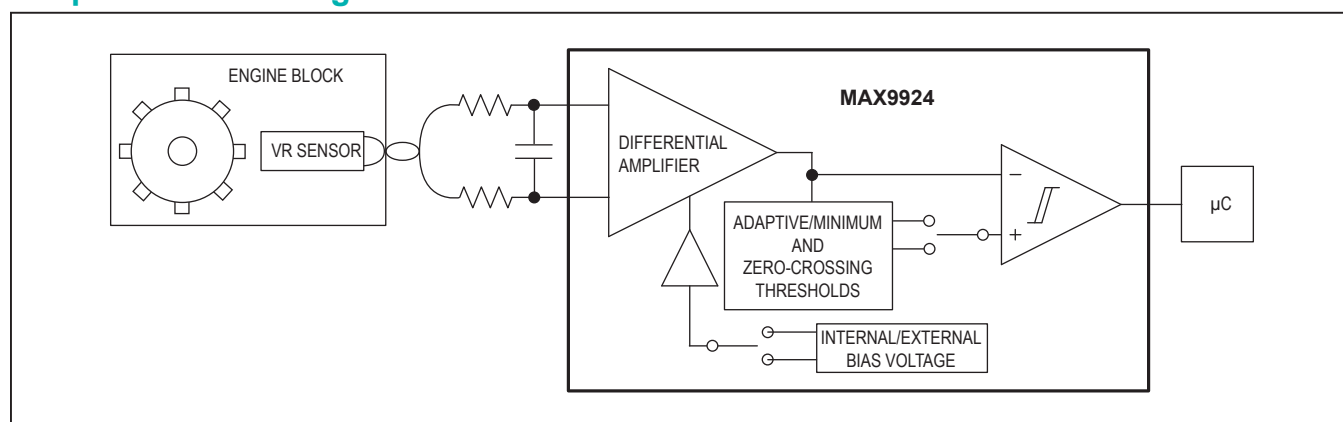 ENGINE BLOCK
VR SENSOR
MAX9924
DIFFERENTIAL
AMPLIFIER
ADAPTIVE/MINIMUM
AND
ZERO-CROSSING
THRESHOLDS
−
+
µC
INTERNAL/EXTERNAL
BIAS VOLTAGE